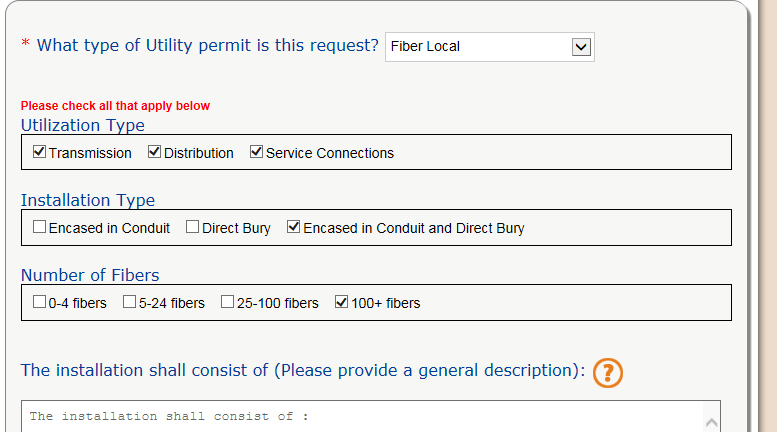 * What type of Utility permit is this request? Fiber Local
Please check all that apply below
Utilization Type
Transmission Distribution Service Connections
Installation Type
Encased in Conduit Direct Bury Encased in Conduit and Direct Bury
Number of Fibers
0-4 fibers 5-24 fibers 25-100 fibers 100+ fibers
The installation shall consist of (Please provide a general description): ?
The installation shall consist of :